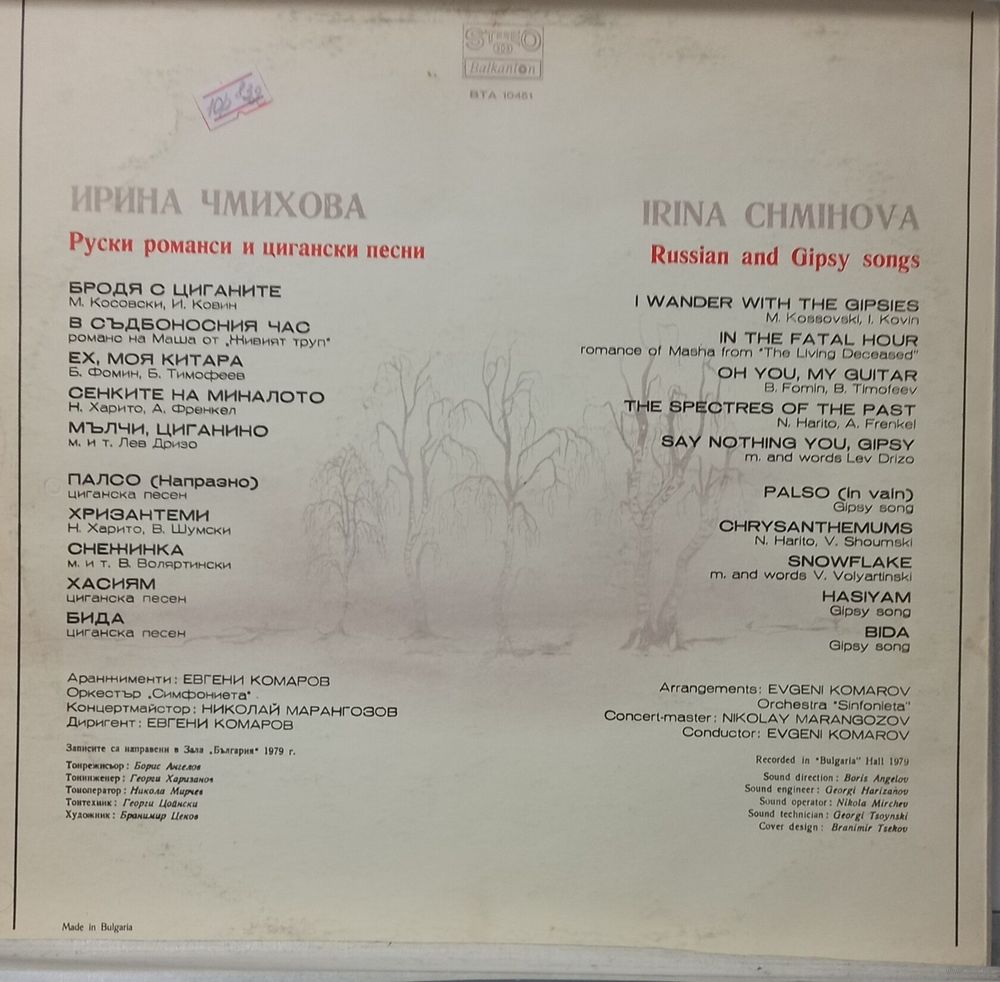 STEREO
Balkanton
BTA 10461
ИРИНА ЧМИХОВА
Руски романси и цигански песни
БРОДЯ С ЦИГАНИТЕ
М. Косовски, И. Ковин
В СЪДБОНОСНИЯ ЧАС
романс на Маша от „Живият труп“
ЕХ, МОЯ КИТАРА
Б. Фомин, Б. Тимофеев
СЕНКИТЕ НА МИНАЛОТО
Н. Харито, А. Френкел
МЪЛЧИ, ЦИГАНИНО
м. и т. Лев Дризо
ПАЛСО (Напразно)
циганска песен
ХРИЗАНТЕМИ
Н. Харито, В. Шумски
СНЕЖИНКА
м. и т. В. Воляртински
ХАСИЯМ
циганска песен
БИДА
циганска песен
Аранжименти: ЕВГЕНИ КОМАРОВ
Оркестър „Симфониета“
Концертмайстор: НИКОЛАЙ МАРАНГОЗОВ
Диригент: ЕВГЕНИ КОМАРОВ
Записите са направени в Зала „България“ 1979 г.
Тонрежисьор: Борис Ангелов
Тонинженер: Георги Харизанов
Тоноператор: Никола Мирчев
Тонтехник: Георги Цойнски
Художник: Бранимир Цеков
Made in Bulgaria
IRINA CHMIHOVA
Russian and Gipsy songs
I WANDER WITH THE GIPSIES
M. Kossovski, I. Kovin
IN THE FATAL HOUR
romance of Masha from "The Living Deceased"
OH YOU, MY GUITAR
B. Fomin, B. Timofeev
THE SPECTRES OF THE PAST
N. Harito, A. Frenkel
SAY NOTHING YOU, GIPSY
m. and words Lev Drizo
PALSO (in vain)
Gipsy song
CHRYSANTHEMUMS
N. Harito, V. Shoumski
SNOWFLAKE
m. and words V. Volyartinski
HASIYAM
Gipsy song
BIDA
Gipsy song
Arrangements: EVGENI KOMAROV
Orchestra "Sinfonieta"
Concert-master: NIKOLAY MARANGOZOV
Conductor: EVGENI KOMAROV
Recorded in "Bulgaria" Hall 1979
Sound direction: Boris Angelov
Sound engineer: Georgi Harizanov
Sound operator: Nikola Mirchev
Sound technician: Georgi Tsoynski
Cover design: Branimir Tsekov